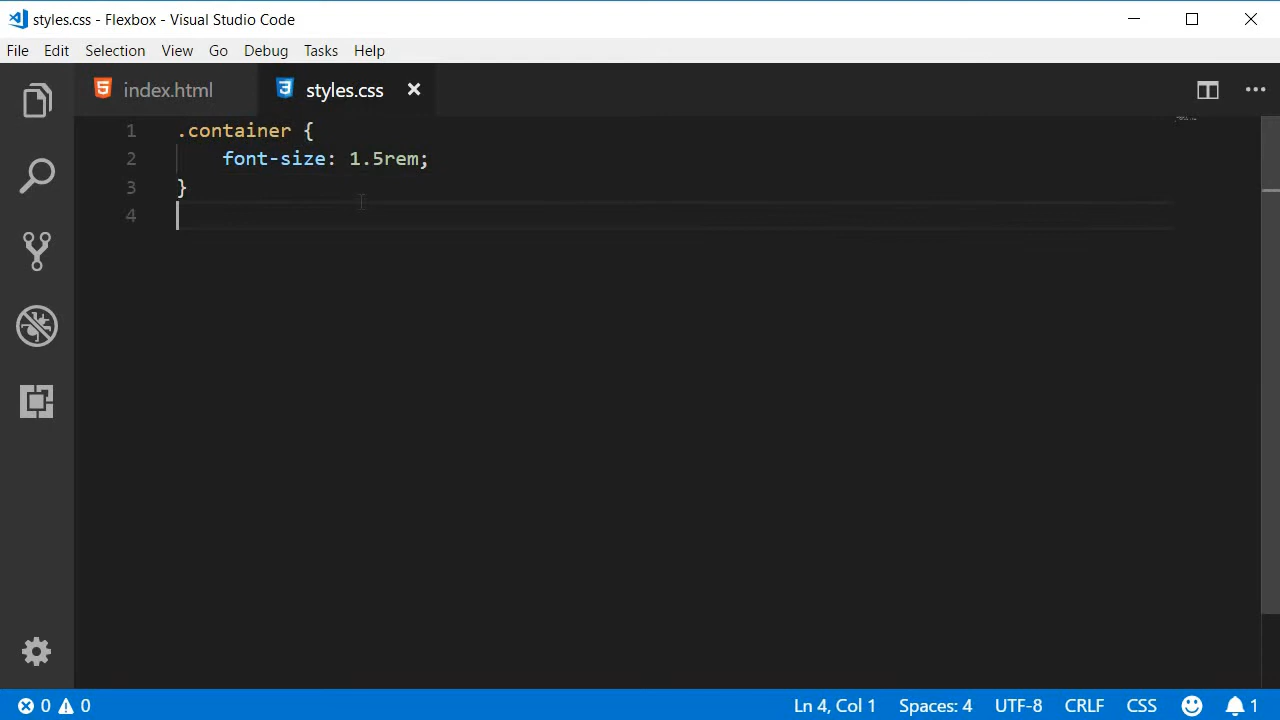 styles.css - Flexbox - Visual Studio Code
File Edit Selection View Go Debug Tasks Help
index.html styles.css
1 .container {
2 font-size: 1.5rem;
3 }
4
0 0 Ln 4, Col 1 Spaces: 4 UTF-8 CRLF CSS 1